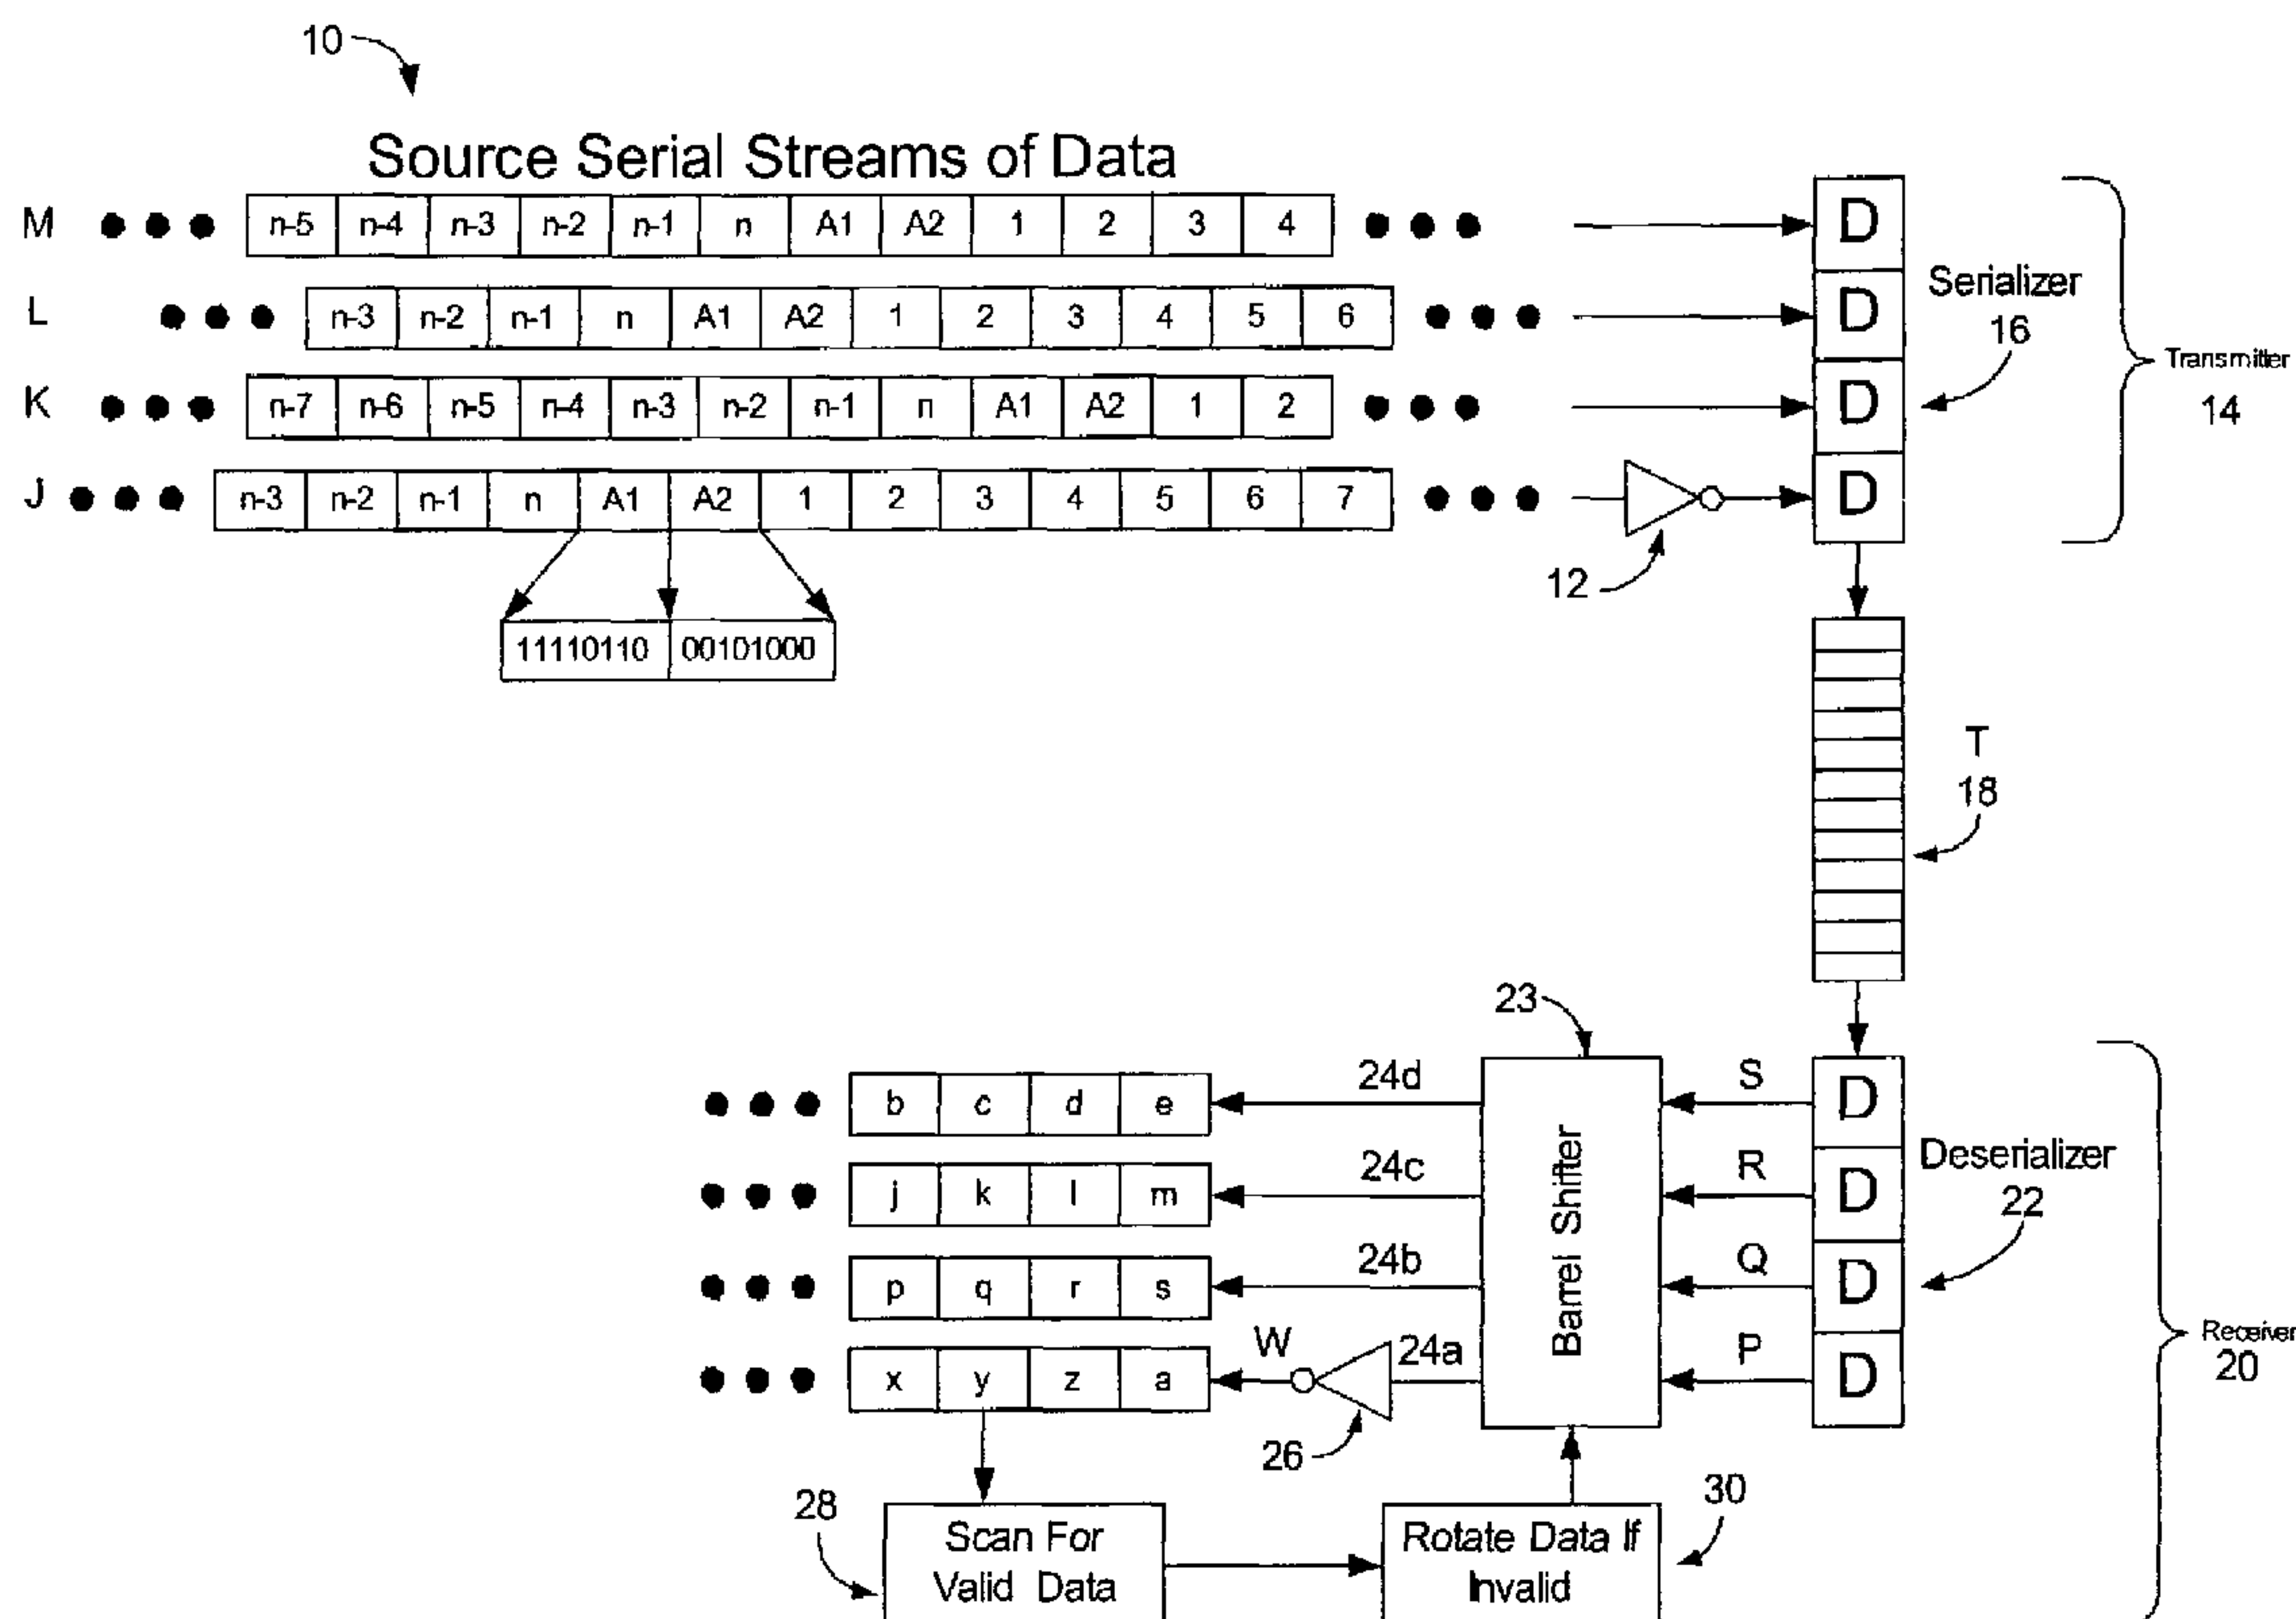 10
Source Serial Streams of Data
M n-5 n-4 n-3 n-2 n-1 n A1 A2 1 2 3 4 D
L n-3 n-2 n-1 n A1 A2 1 2 3 4 5 6 D
Serializer
16
Transmitter
14
K n-7 n-6 n-5 n-4 n-3 n-2 n-1 n A1 A2 1 2 D
J n-3 n-2 n-1 n A1 A2 1 2 3 4 5 6 7 D
12
11110110 00101000
T
18
23
b c d e 24d S D
j k l m 24c R D
Deserializer
22
Barrel Shifter
p q r s 24b Q D
x y z a W 24a P D
Receiver
20
26
28
30
Scan For
Valid Data
Rotate Data If
Invalid